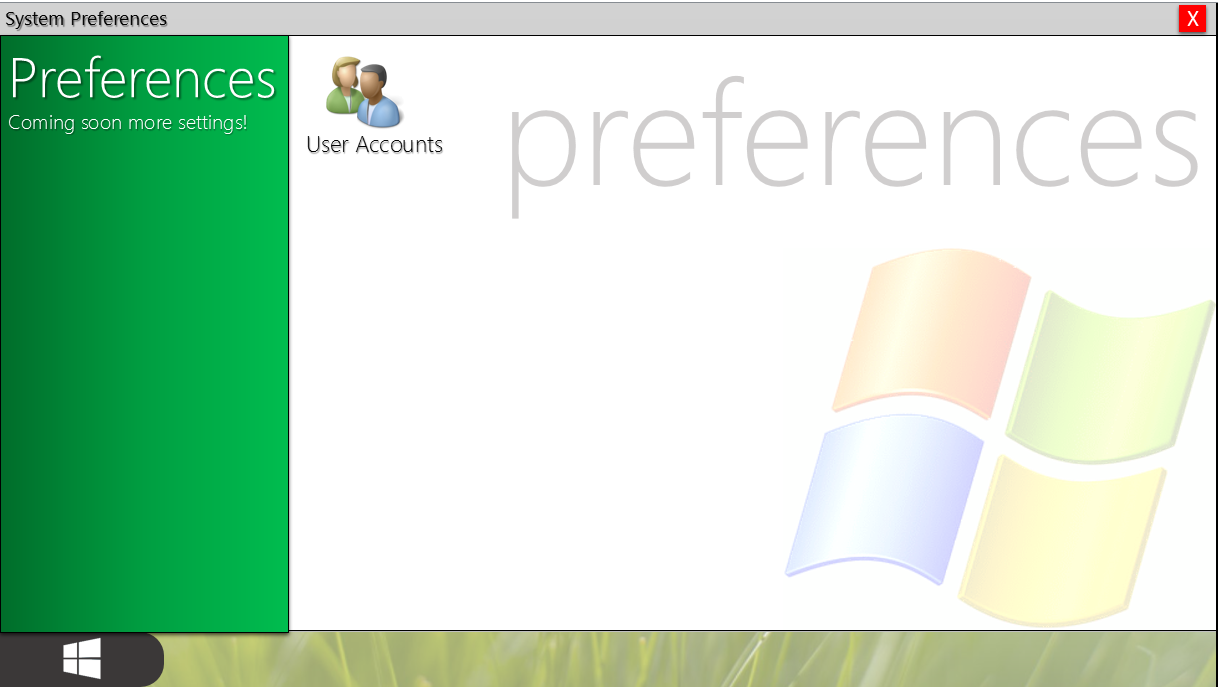 System Preferences
X
Preferences
Coming soon more settings!
User Accounts
preferences